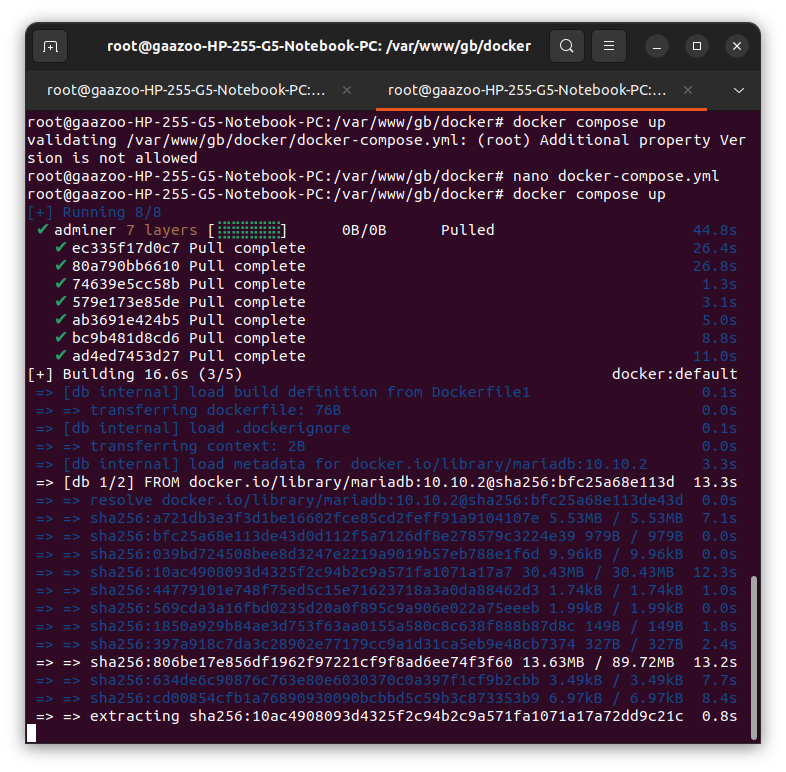 root@gaazoo-HP-255-G5-Notebook-PC: /var/www/gb/docker
root@gaazoo-HP-255-G5-Notebook-PC:... × root@gaazoo-HP-255-G5-Notebook-PC:... ×
root@gaazoo-HP-255-G5-Notebook-PC:/var/www/gb/docker# docker compose up
validating /var/www/gb/docker/docker-compose.yml: (root) Additional property Ver
sion is not allowed
root@gaazoo-HP-255-G5-Notebook-PC:/var/www/gb/docker# nano docker-compose.yml
root@gaazoo-HP-255-G5-Notebook-PC:/var/www/gb/docker# docker compose up
[+] Running 8/8
✔ adminer 7 layers [⣿⣿⣿⣿⣿⣿⣿] 0B/0B Pulled 44.8s
✔ ec335f17d0c7 Pull complete 26.4s
✔ 80a790bb6610 Pull complete 26.8s
✔ 74639e5cc58b Pull complete 1.3s
✔ 579e173e85de Pull complete 3.1s
✔ ab3691e424b5 Pull complete 5.0s
✔ bc9b481d8cd6 Pull complete 8.8s
✔ ad4ed7453d27 Pull complete 11.0s
[+] Building 16.6s (3/5) docker:default
=> [db internal] load build definition from Dockerfile1 0.1s
=> => transferring dockerfile: 76B 0.0s
=> [db internal] load .dockerignore 0.1s
=> => transferring context: 2B 0.0s
=> [db internal] load metadata for docker.io/library/mariadb:10.10.2 3.3s
=> [db 1/2] FROM docker.io/library/mariadb:10.10.2@sha256:bfc25a68e113d 13.3s
=> => resolve docker.io/library/mariadb:10.10.2@sha256:bfc25a68e113de43d 0.0s
=> => sha256:a721db3e3f3d1be16602fce85cd2feff91a9104107e 5.53MB / 5.53MB 7.1s
=> => sha256:bfc25a68e113de43d0d112f5a7126df8e278579c3224e39 979B / 979B 0.0s
=> => sha256:039bd724508bee8d3247e2219a9019b57eb788e1f6d 9.96kB / 9.96kB 0.0s
=> => sha256:10ac4908093d4325f2c94b2c9a571fa1071a17a7 30.43MB / 30.43MB 12.3s
=> => sha256:44779101e748f75ed5c15e71623718a3a0da88462d3 1.74kB / 1.74kB 1.0s
=> => sha256:569cda3a16fbd0235d20a0f895c9a906e022a75eeeb 1.99kB / 1.99kB 0.0s
=> => sha256:1850a929b84ae3d753f63aa0155a580c8c638f888b87d8c 149B / 149B 1.8s
=> => sha256:397a918c7da3c28902e77179cc9a1d31ca5eb9e48cb7374 327B / 327B 2.4s
=> => sha256:806be17e856df1962f97221cf9f8ad6ee74f3f60 13.63MB / 89.72MB 13.2s
=> => sha256:634de6c90876c763e80e6030370c0a397f1cf9b2cbb 3.49kB / 3.49kB 7.7s
=> => sha256:cd00854cfb1a76890930090bcbbd5c59b3c873353b9 6.97kB / 6.97kB 8.4s
=> => extracting sha256:10ac4908093d4325f2c94b2c9a571fa1071a17a72dd9c21c 0.8s